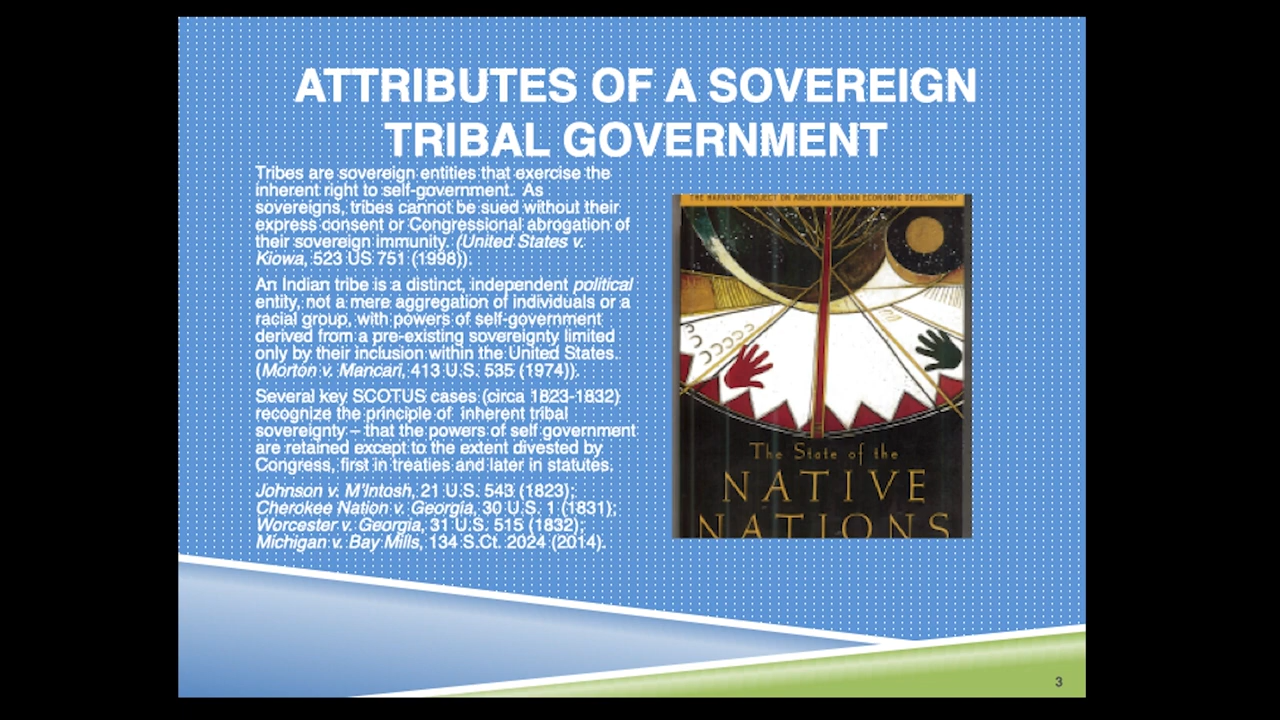 ATTRIBUTES OF A SOVEREIGN
TRIBAL GOVERNMENT
Tribes are sovereign entities that exercise the
inherent right to self-government. As
sovereigns, tribes cannot be sued without their
express consent or Congressional abrogation of
their sovereign immunity. (United States v.
Kiowa, 523 US 751 (1998)).
An Indian tribe is a distinct, independent political
entity, not a mere aggregation of individuals or a
racial group, with powers of self-government
derived from a pre-existing sovereignty limited
only by their inclusion within the United States.
(Morton v. Mancari, 413 U.S. 535 (1974)).
Several key SCOTUS cases (circa 1823-1832)
recognize the principle of inherent tribal
sovereignty – that the powers of self government
are retained except to the extent divested by
Congress, first in treaties and later in statutes.
Johnson v. M'Intosh, 21 U.S. 543 (1823);
Cherokee Nation v. Georgia, 30 U.S. 1 (1831);
Worcester v. Georgia, 31 U.S. 515 (1832);
Michigan v. Bay Mills, 134 S.Ct. 2024 (2014).
THE HARVARD PROJECT ON AMERICAN INDIAN ECONOMIC DEVELOPMENT
The State of the
NATIVE
NATIONS
3